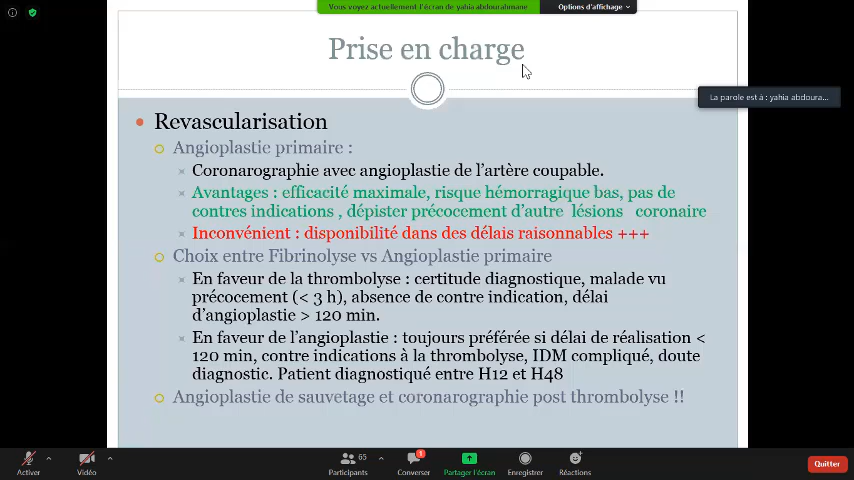 Vous voyez actuellement l'écran de yahia abdourahmane
Options d'affichage
Prise en charge
La parole est à : yahia abdoura...
Revascularisation
Angioplastie primaire :
Coronarographie avec angioplastie de l'artère coupable.
Avantages : efficacité maximale, risque hémorragique bas, pas de
contres indications , dépister précocement d'autre lésions coronaire
Inconvénient : disponibilité dans des délais raisonnables +++
Choix entre Fibrinolyse vs Angioplastie primaire
En faveur de la thrombolyse : certitude diagnostique, malade vu
précocement (< 3 h), absence de contre indication, délai
d'angioplastie > 120 min.
En faveur de l'angioplastie : toujours préférée si délai de réalisation <
120 min, contre indications à la thrombolyse, IDM compliqué, doute
diagnostic. Patient diagnostiqué entre H12 et H48
Angioplastie de sauvetage et coronarographie post thrombolyse !!
Activer
Vidéo
65
Participants
1
Converser
Partager l'écran
Enregistrer
Réactions
Quitter